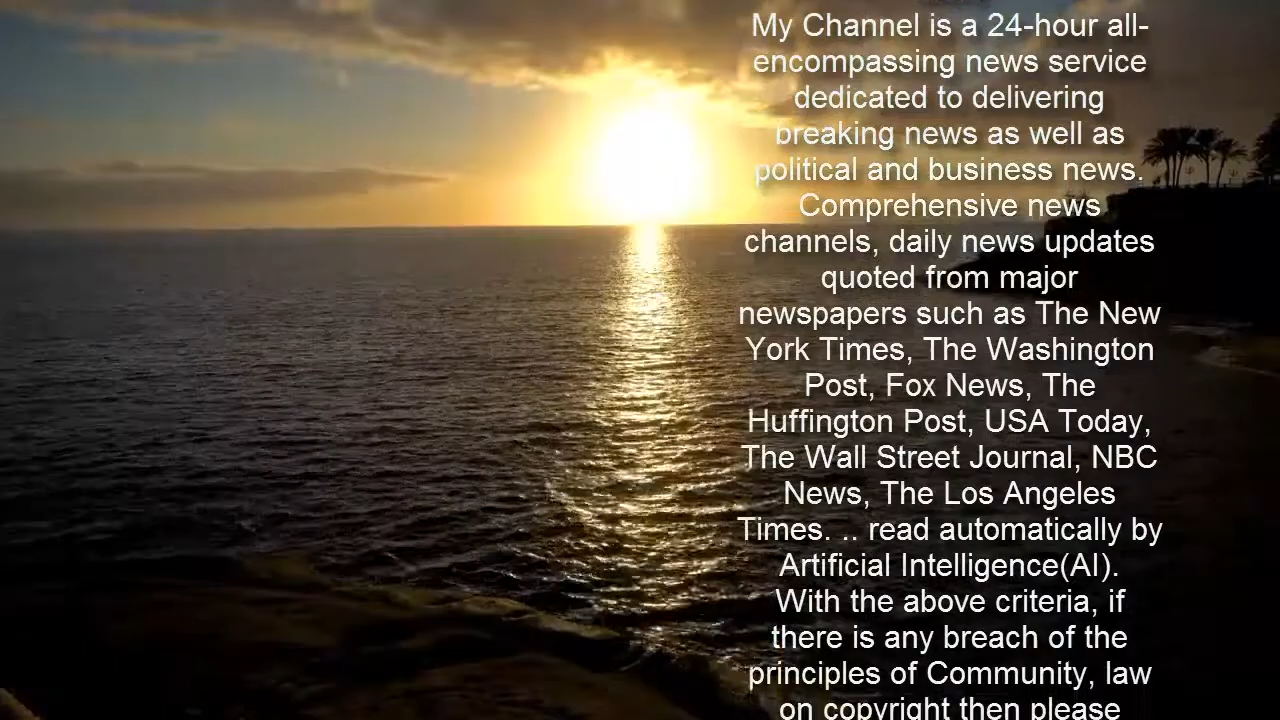 My Channel is a 24-hour all-
encompassing news service
dedicated to delivering
breaking news as well as
political and business news.
Comprehensive news
channels, daily news updates
quoted from major
newspapers such as The New
York Times, The Washington
Post, Fox News, The
Huffington Post, USA Today,
The Wall Street Journal, NBC
News, The Los Angeles
Times. .. read automatically by
Artificial Intelligence(AI).
With the above criteria, if
there is any breach of the
principles of Community, law
on copyright then please